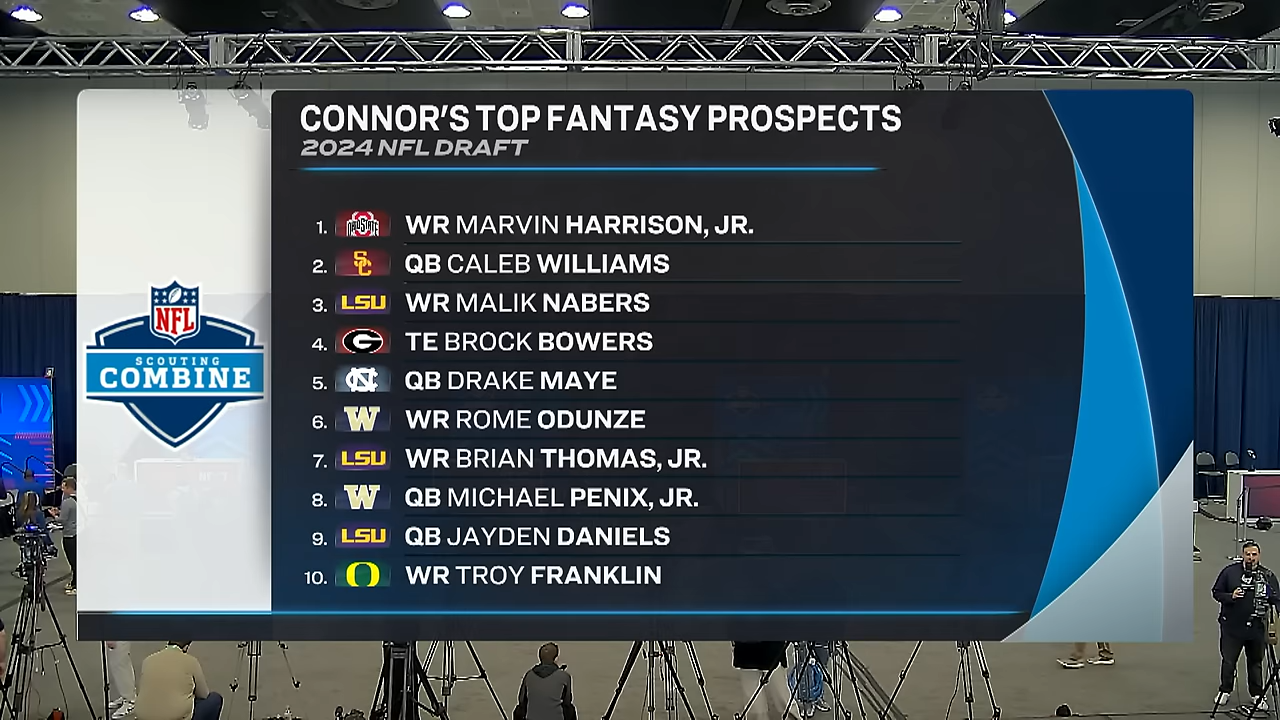 CONNOR'S TOP FANTASY PROSPECTS
2024 NFL DRAFT
1. OHIO STATE WR MARVIN HARRISON, JR.
2. SC QB CALEB WILLIAMS
3. LSU WR MALIK NABERS
4. G TE BROCK BOWERS
5. NC QB DRAKE MAYE
6. W WR ROME ODUNZE
7. LSU WR BRIAN THOMAS, JR.
8. W QB MICHAEL PENIX, JR.
9. LSU QB JAYDEN DANIELS
10. O WR TROY FRANKLIN
NFL
SCOUTING
COMBINE